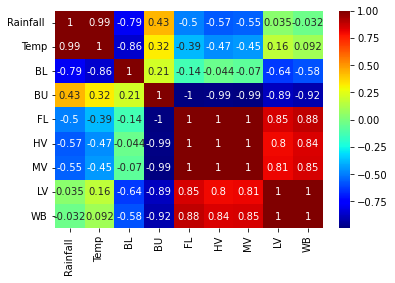 Rainfall 1 0.99 -0.79 0.43 -0.5 -0.57 -0.55 0.035 -0.032
Temp 0.99 1 -0.86 0.32 -0.39 -0.47 -0.45 0.16 0.092
BL -0.79 -0.86 1 0.21 -0.14 -0.044 -0.07 -0.64 -0.58
BU 0.43 0.32 0.21 1 -1 -0.99 -0.99 -0.89 -0.92
FL -0.5 -0.39 -0.14 -1 1 1 1 0.85 0.88
HV -0.57 -0.47 -0.044 -0.99 1 1 1 0.8 0.84
MV -0.55 -0.45 -0.07 -0.99 1 1 1 0.81 0.85
LV 0.035 0.16 -0.64 -0.89 0.85 0.8 0.81 1 1
WB -0.032 0.092 -0.58 -0.92 0.88 0.84 0.85 1 1
Rainfall Temp BL BU FL HV MV LV WB
1.00
0.75
0.50
0.25
0.00
-0.25
-0.50
-0.75